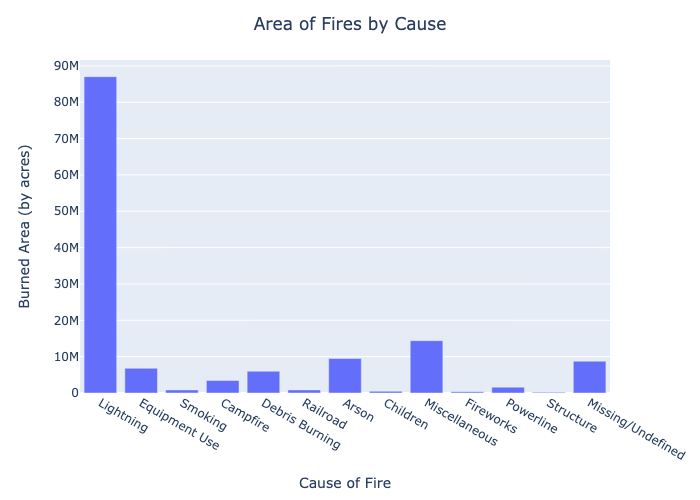 Area of Fires by Cause
Burned Area (by acres)
90M
80M
70M
60M
50M
40M
30M
20M
10M
0
Lightning
Equipment Use
Smoking
Campfire
Debris Burning
Railroad
Arson
Children
Miscellaneous
Fireworks
Powerline
Structure
Missing/Undefined
Cause of Fire